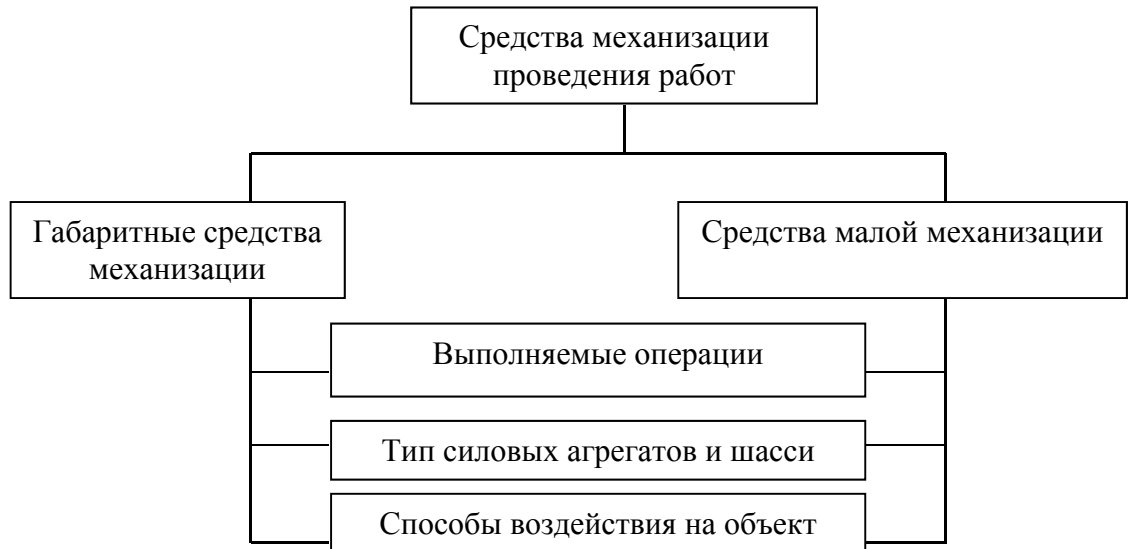 Средства механизации
проведения работ
Габаритные средства
механизации
Средства малой механизации
Выполняемые операции
Тип силовых агрегатов и шасси
Способы воздействия на объект